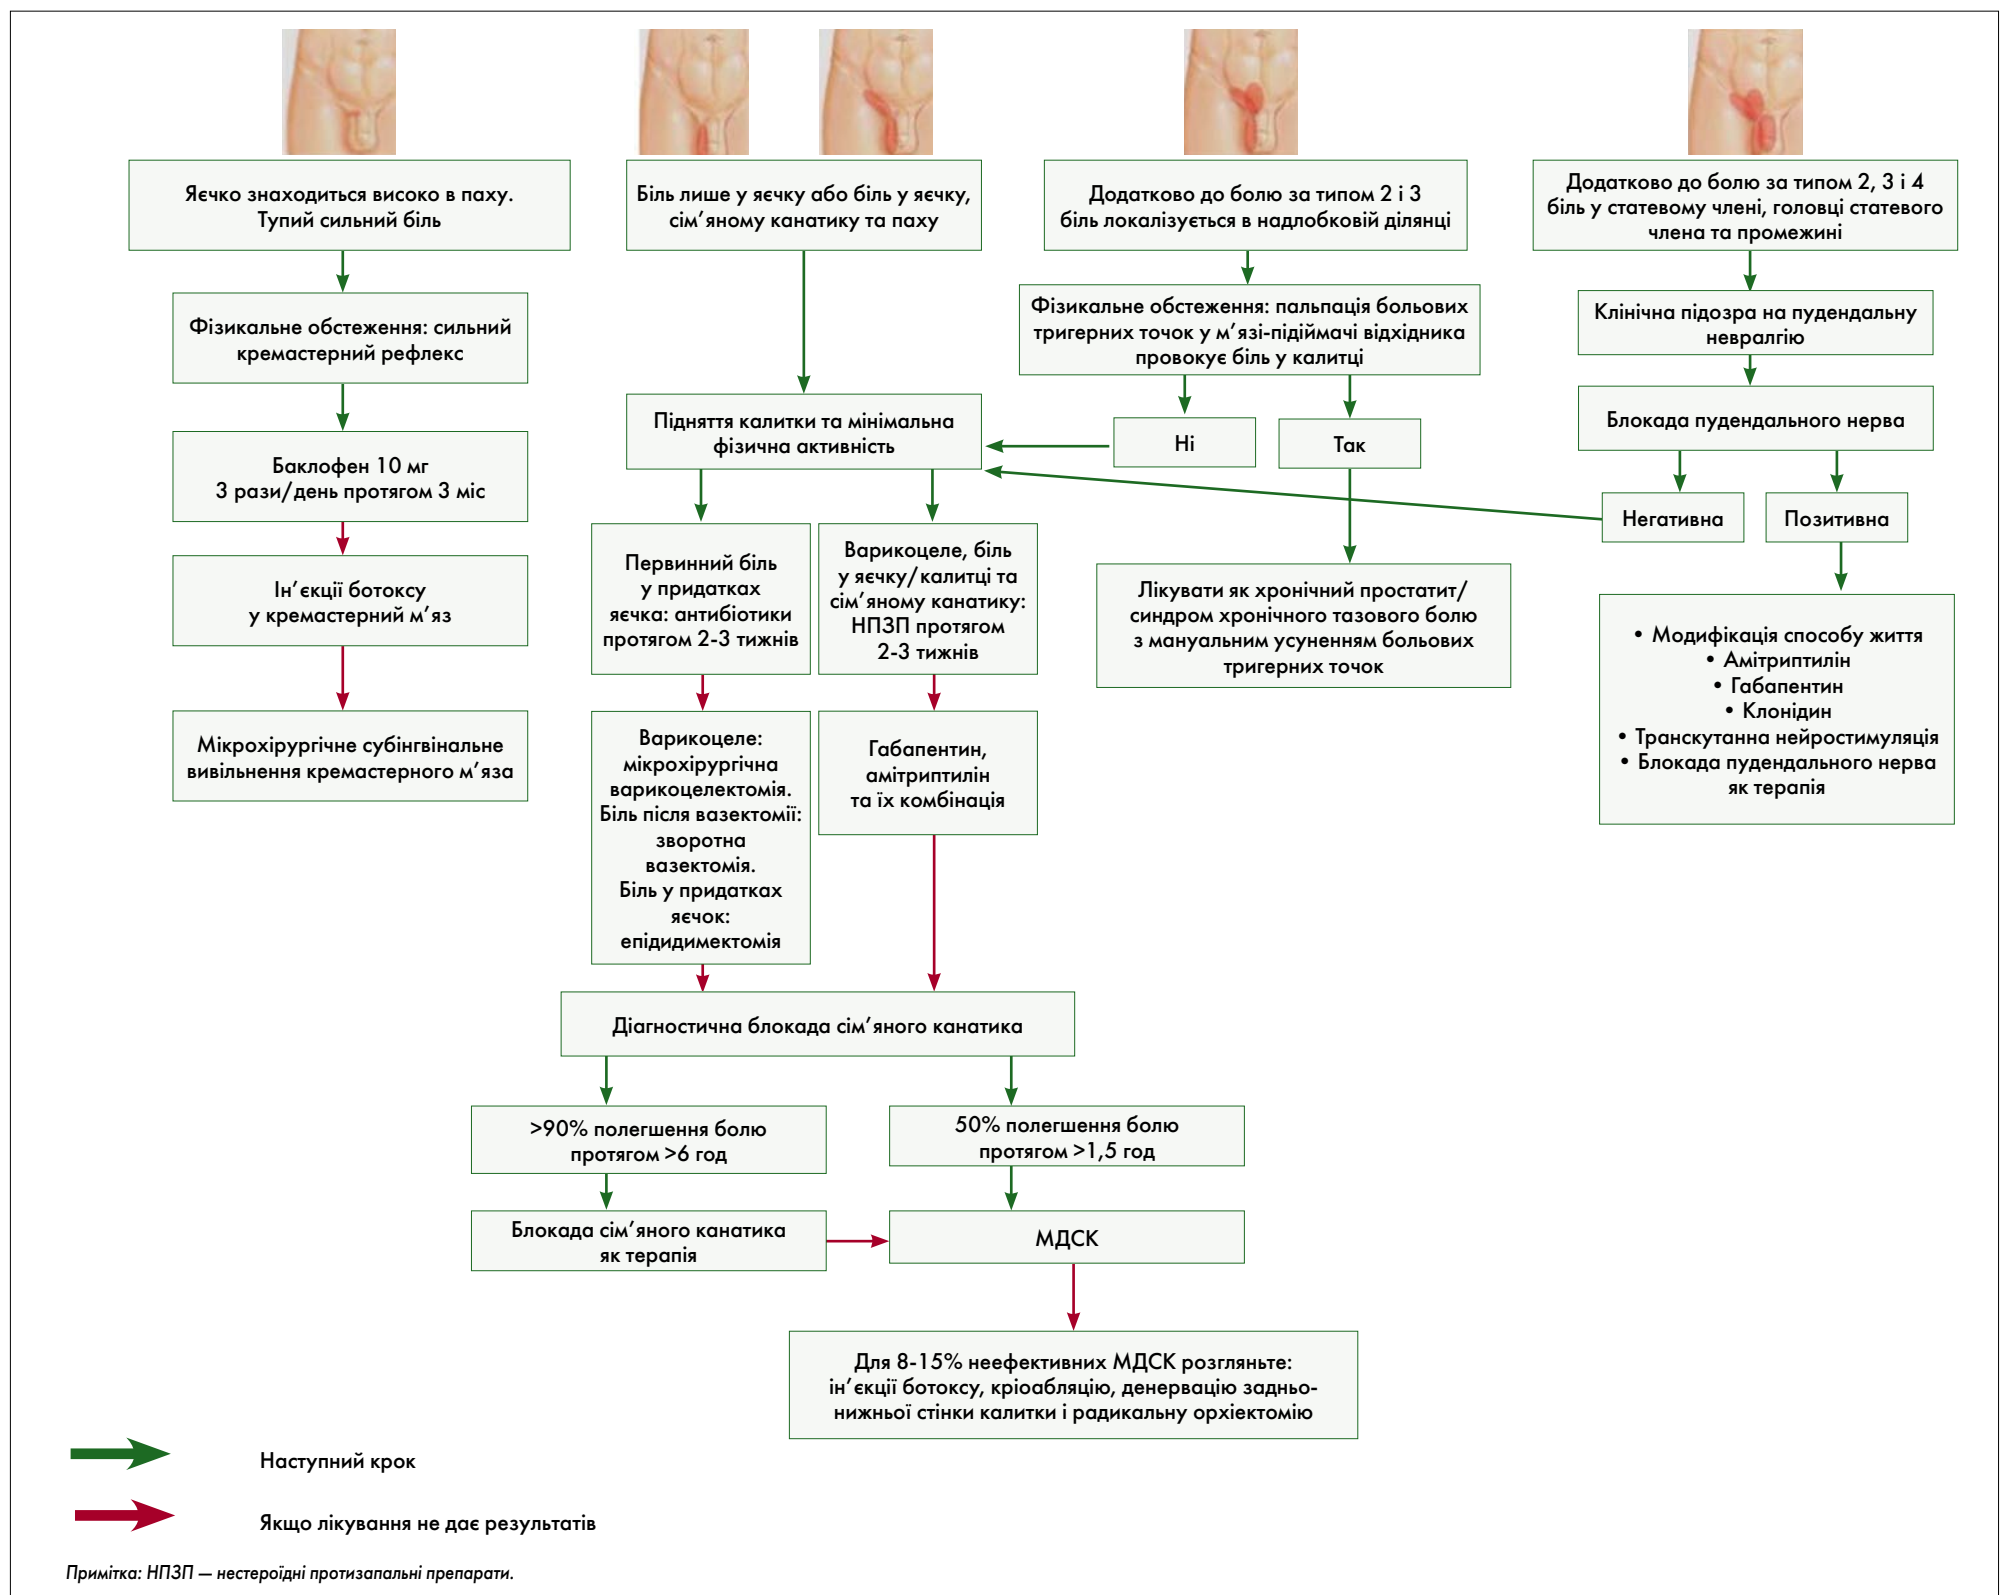 Яєчко знаходиться високо в паху.
Тупий сильний біль
Фізикальне обстеження: сильний
кремастерний рефлекс
Баклофен 10 мг
3 рази/день протягом 3 міс
Ін’єкції ботоксу
у кремастерний м’яз
Мікрохірургічне субінгвінальне
вивільнення кремастерного м’яза
Біль лише у яєчку або біль у яєчку,
сім’яному канатику та паху
Підняття калитки та мінімальна
фізична активність
Первинний біль
у придатках
яєчка: антибіотики
протягом 2-3 тижнів
Варикоцеле:
мікрохірургічна
варикоцелектомія.
Біль після вазектомії:
зворотна
вазектомія.
Біль у придатках
яєчок:
епідидимектомія
Варикоцеле, біль
у яєчку/калитці та
сім’яному канатику:
НПЗП протягом
2-3 тижнів
Габапентин,
амітриптилін
та їх комбінація
Діагностична блокада сім’яного канатика
>90% полегшення болю
протягом >6 год
50% полегшення болю
протягом >1,5 год
Блокада сім’яного канатика
як терапія
МДСК
Для 8-15% неефективних МДСК розгляньте:
ін’єкції ботоксу, кріоабляцію, денервацію задньо-
нижньої стінки калитки і радикальну орхіектомію
Додатково до болю за типом 2 і 3
біль локалізується в надлобковій ділянці
Фізикальне обстеження: пальпація больових
тригерних точок у м’язі-підіймачі відхідника
провокує біль у калитці
Ні
Так
Лікувати як хронічний простатит/
синдром хронічного тазового болю
з мануальним усуненням больових
тригерних точок
Додатково до болю за типом 2, 3 і 4
біль у статевому члені, головці статевого
члена та промежині
Клінічна підозра на пудендальну
невралгію
Блокада пудендального нерва
Негативна
Позитивна
• Модифікація способу життя
• Амітриптилін
• Габапентин
• Клонідин
• Транскутанна нейростимуляція
• Блокада пудендального нерва
як терапія
Наступний крок
Якщо лікування не дає результатів
Примітка: НПЗП — нестероїдні протизапальні препарати.